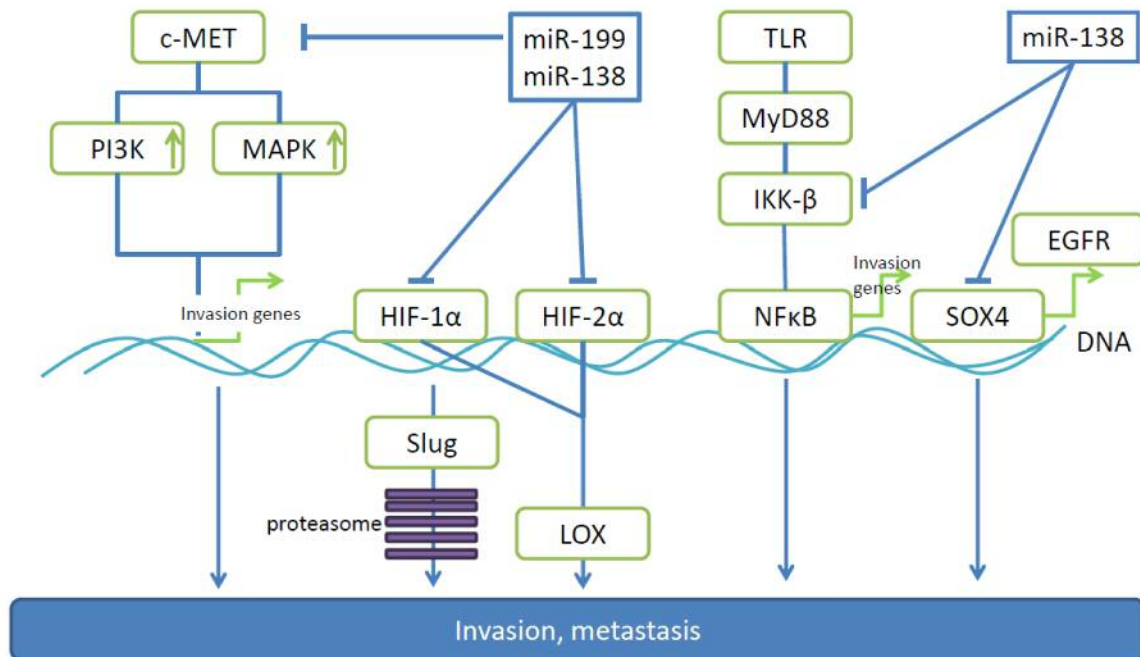 c-MET
miR-199
miR-138
TLR
miR-138
PI3K
MAPK
MyD88
IKK-β
EGFR
Invasion genes
HIF-1α
HIF-2α
NFκB
Invasion
genes
SOX4
DNA
Slug
proteasome
LOX
Invasion, metastasis